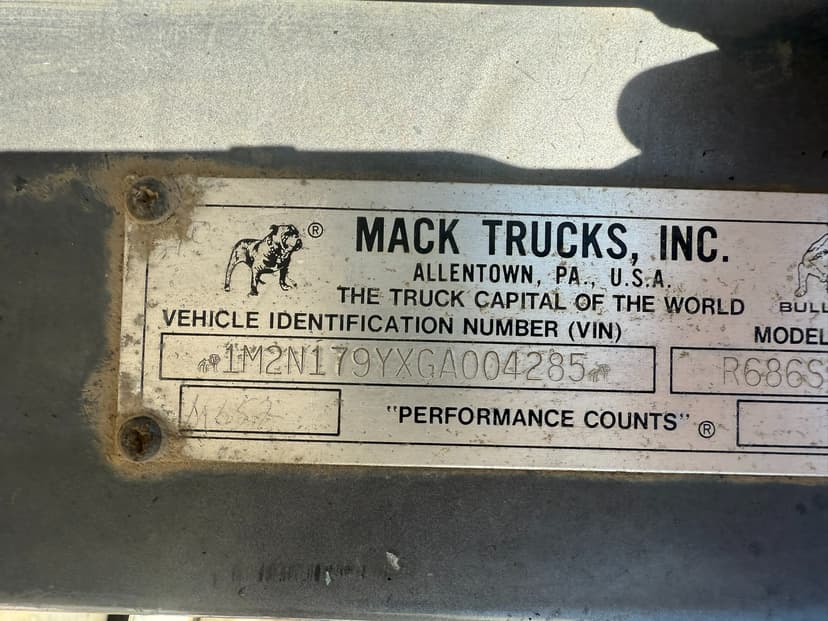 ®
MACK TRUCKS, INC.
ALLENTOWN, PA., U.S.A.
THE TRUCK CAPITAL OF THE WORLD
BULL
VEHICLE IDENTIFICATION NUMBER (VIN)
MODEL
1M2N179YXGA004285
R686S
"PERFORMANCE COUNTS" ®